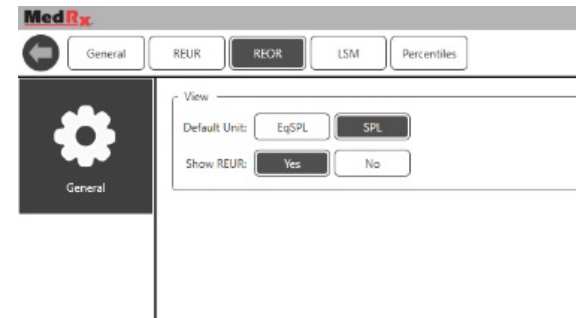 MedRx
General REUR REOR LSM Percentiles
View
Default Unit: EqSPL SPL
Show REUR: Yes No
General